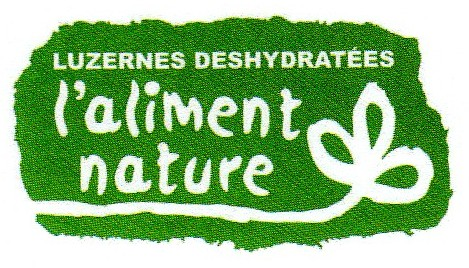 LUZERNES DESHYDRATÉES
l'aliment
nature